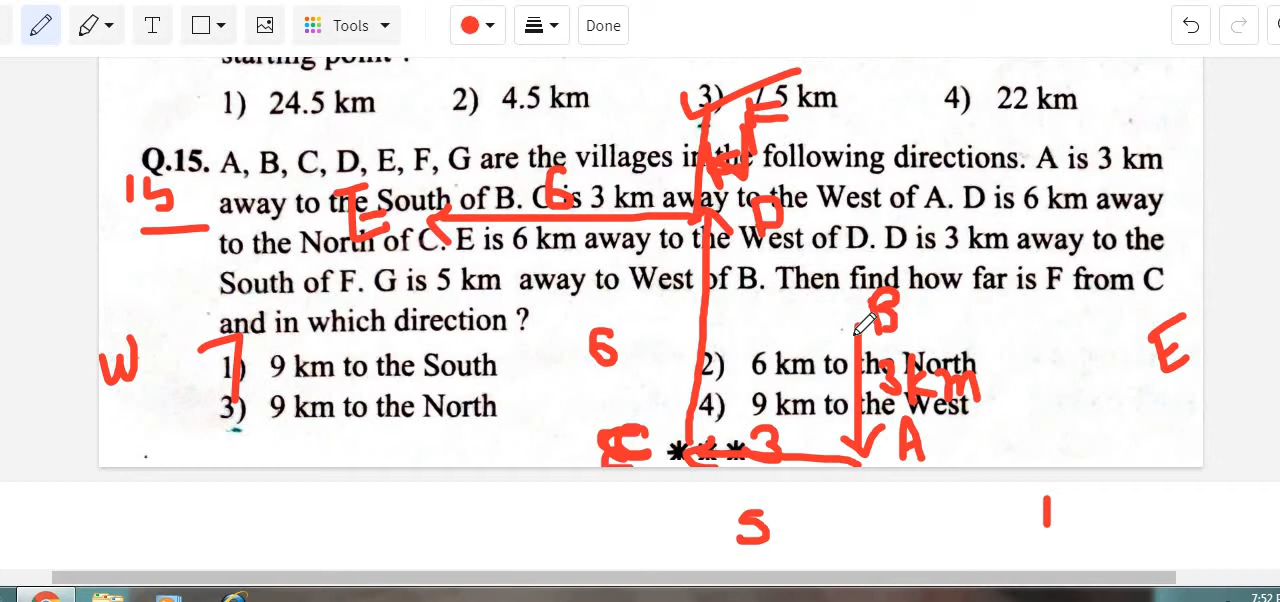 Tools
Done
starting point ?
1) 24.5 km 2) 4.5 km 3) 7.5 km 4) 22 km
Q.15. A, B, C, D, E, F, G are the villages in the following directions. A is 3 km
away to the South of B. C is 3 km away to the West of A. D is 6 km away
to the North of C. E is 6 km away to the West of D. D is 3 km away to the
South of F. G is 5 km away to West of B. Then find how far is F from C
and in which direction ?
1) 9 km to the South 2) 6 km to the North
3) 9 km to the North 4) 9 km to the West
***
15
E
6
D
F
B
W
6
E
3km
C
3
A
S
7:52